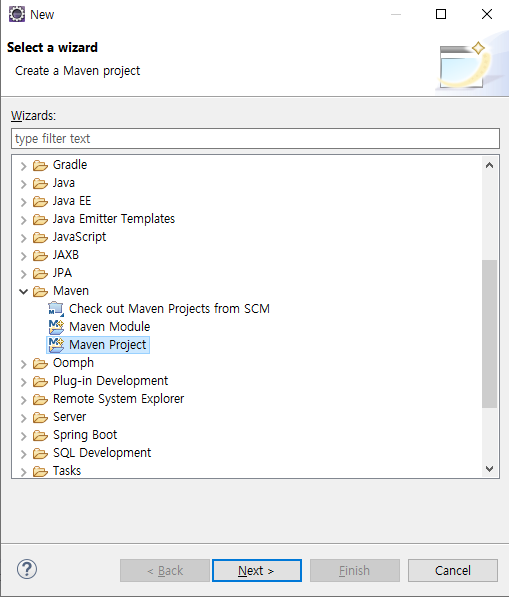 New
Select a wizard
Create a Maven project
Wizards:
type filter text
Gradle
Java
Java EE
Java Emitter Templates
JavaScript
JAXB
JPA
Maven
Check out Maven Projects from SCM
Maven Module
Maven Project
Oomph
Plug-in Development
Remote System Explorer
Server
Spring Boot
SQL Development
Tasks
? < Back Next > Finish Cancel